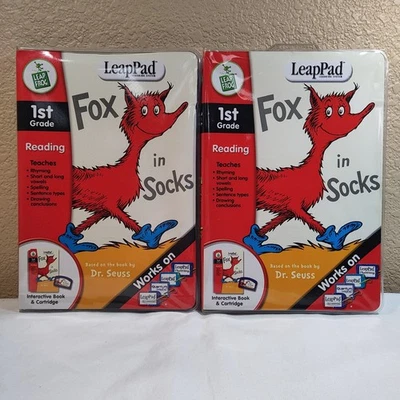 LEAP
FROG
LeapPad
1st
Grade
Reading
Teaches
• Rhyming
• Short and long
vowels
• Spelling
• Sentence types
• Drawing
conclusions
Fox
in
Socks
Based on the book by
Dr. Seuss
Works on
LeapPad
Interactive Book
& Cartridge
LEAP
FROG
LeapPad
1st
Grade
Reading
Teaches
• Rhyming
• Short and long
vowels
• Spelling
• Sentence types
• Drawing
conclusions
Fox
in
Socks
Based on the book by
Dr. Seuss
Works on
LeapPad
LeapPad
Interactive Book
& Cartridge